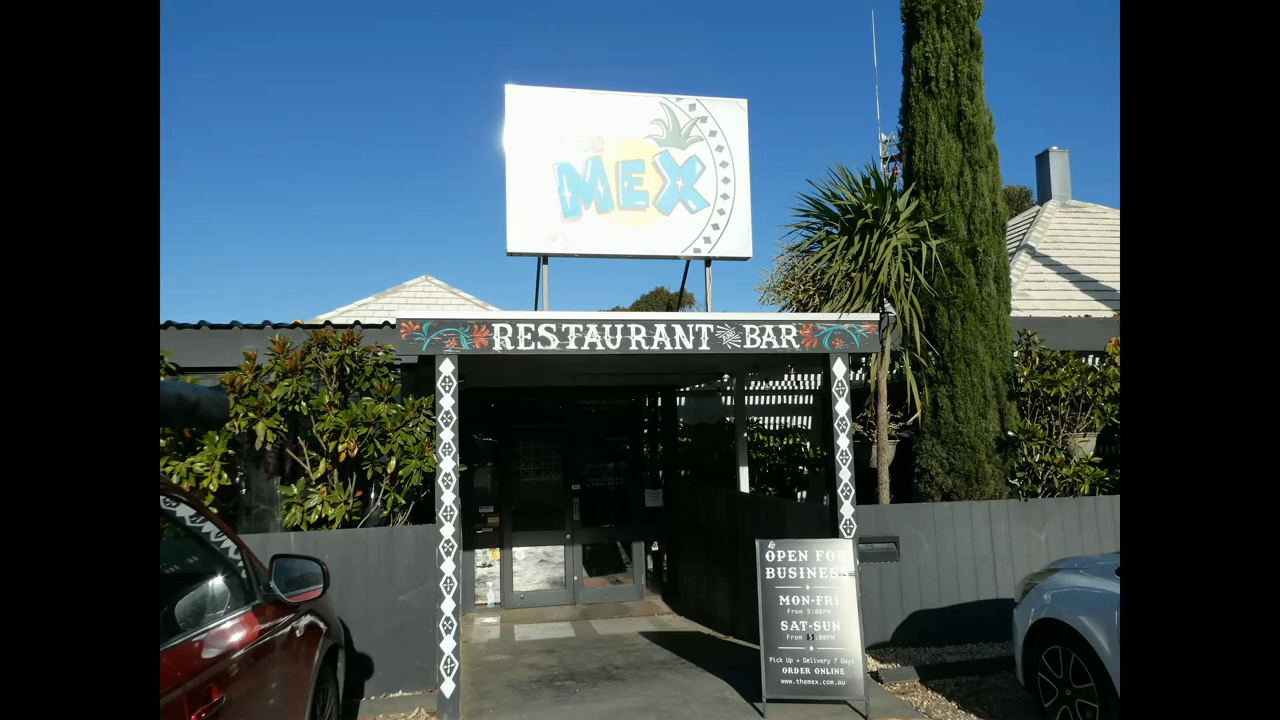 the
MEX
RESTAURANT BAR
OPEN FOR
BUSINESS
MON-FRI
From 5:00PM
SAT-SUN
Pick Up + Delivery 7 Days
ORDER ONLINE
www.themex.com.au